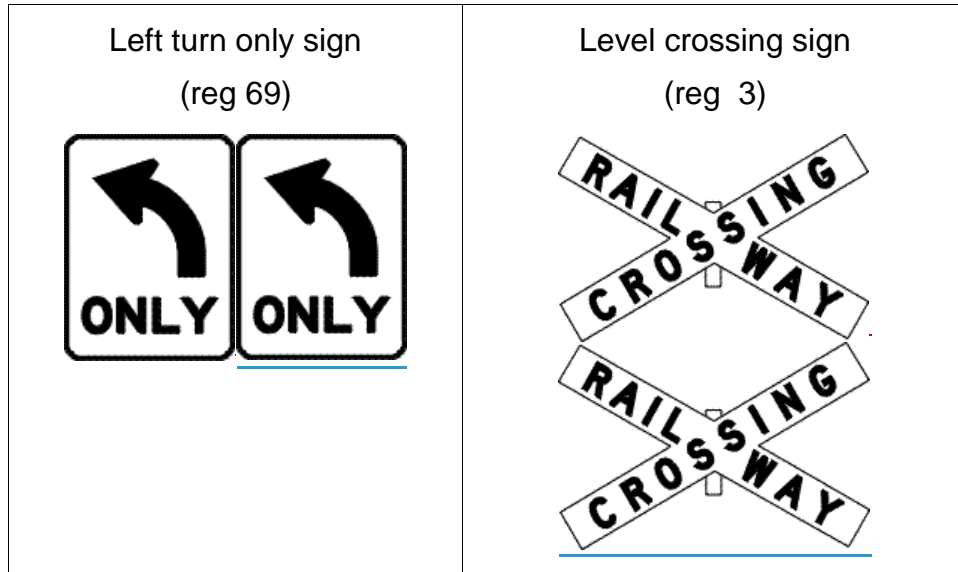 Left turn only sign
(reg 69)
ONLY ONLY
Level crossing sign
(reg 3)
RAILWAY
CROSSING
RAILWAY
CROSSING